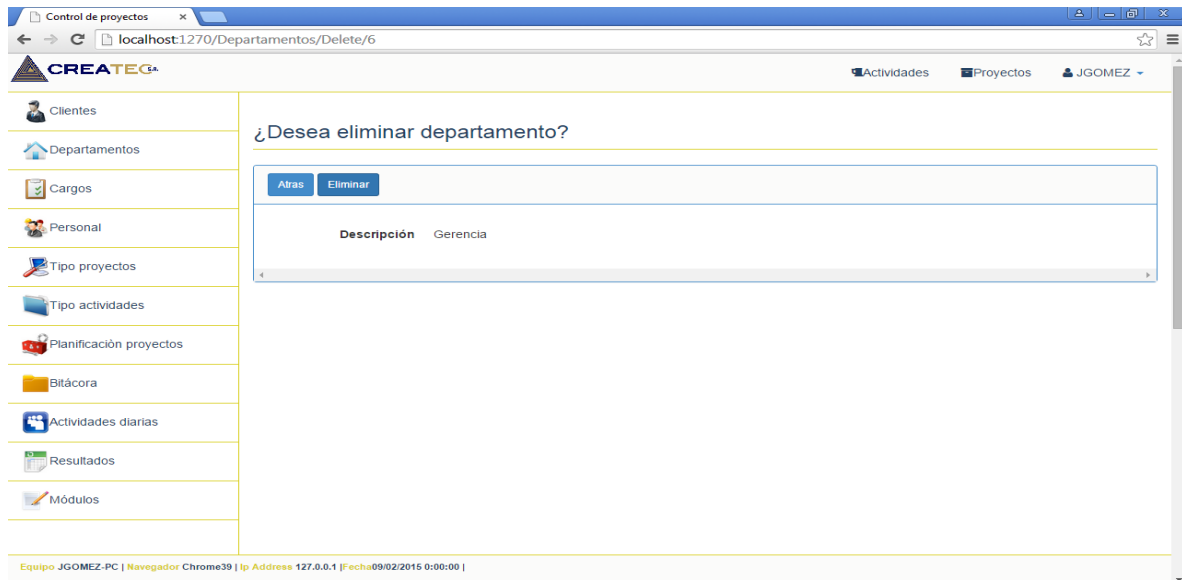 Control de proyectos
localhost:1270/Departamentos/Delete/6
CREATEC S.A.
Actividades
Proyectos
JGOMEZ
Clientes
Departamentos
Cargos
Personal
Tipo proyectos
Tipo actividades
Planificación proyectos
Bitácora
Actividades diarias
Resultados
Módulos
¿Desea eliminar departamento?
Atras
Eliminar
Descripción Gerencia
Equipo JGOMEZ-PC | Navegador Chrome39 | Ip Address 127.0.0.1 |Fecha09/02/2015 0:00:00 |